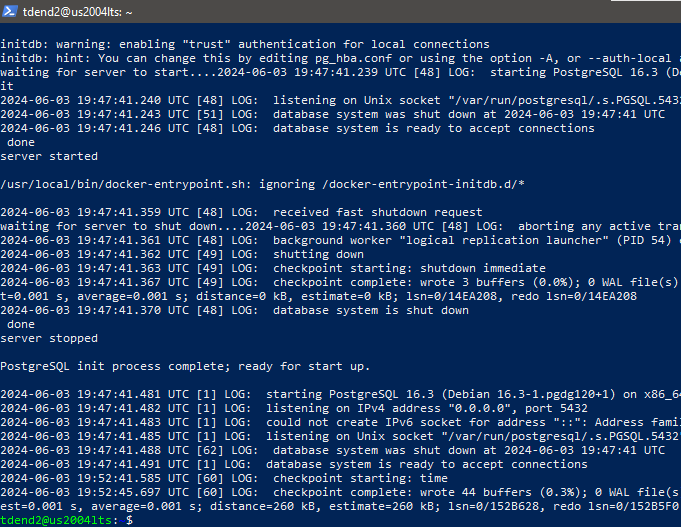 tdend2@us2004lts: ~
initdb: warning: enabling "trust" authentication for local connections
initdb: hint: You can change this by editing pg_hba.conf or using the option -A, or --auth-local a
waiting for server to start....2024-06-03 19:47:41.239 UTC [48] LOG:  starting PostgreSQL 16.3 (De
it
2024-06-03 19:47:41.240 UTC [48] LOG:  listening on Unix socket "/var/run/postgresql/.s.PGSQL.5432
2024-06-03 19:47:41.243 UTC [51] LOG:  database system was shut down at 2024-06-03 19:47:41 UTC
2024-06-03 19:47:41.246 UTC [48] LOG:  database system is ready to accept connections
 done
server started
/usr/local/bin/docker-entrypoint.sh: ignoring /docker-entrypoint-initdb.d/*
2024-06-03 19:47:41.359 UTC [48] LOG:  received fast shutdown request
waiting for server to shut down....2024-06-03 19:47:41.360 UTC [48] LOG:  aborting any active tran
2024-06-03 19:47:41.361 UTC [48] LOG:  background worker "logical replication launcher" (PID 54) e
2024-06-03 19:47:41.362 UTC [49] LOG:  shutting down
2024-06-03 19:47:41.363 UTC [49] LOG:  checkpoint starting: shutdown immediate
2024-06-03 19:47:41.367 UTC [49] LOG:  checkpoint complete: wrote 3 buffers (0.0%); 0 WAL file(s)
t=0.001 s, average=0.001 s; distance=0 kB, estimate=0 kB; lsn=0/14EA208, redo lsn=0/14EA208
2024-06-03 19:47:41.370 UTC [48] LOG:  database system is shut down
 done
server stopped
PostgreSQL init process complete; ready for start up.
2024-06-03 19:47:41.481 UTC [1] LOG:  starting PostgreSQL 16.3 (Debian 16.3-1.pgdg120+1) on x86_64
2024-06-03 19:47:41.482 UTC [1] LOG:  listening on IPv4 address "0.0.0.0", port 5432
2024-06-03 19:47:41.483 UTC [1] LOG:  could not create IPv6 socket for address "::": Address famil
2024-06-03 19:47:41.485 UTC [1] LOG:  listening on Unix socket "/var/run/postgresql/.s.PGSQL.5432"
2024-06-03 19:47:41.488 UTC [62] LOG:  database system was shut down at 2024-06-03 19:47:41 UTC
2024-06-03 19:47:41.491 UTC [1] LOG:  database system is ready to accept connections
2024-06-03 19:52:41.585 UTC [60] LOG:  checkpoint starting: time
2024-06-03 19:52:45.697 UTC [60] LOG:  checkpoint complete: wrote 44 buffers (0.3%); 0 WAL file(s)
est=0.001 s, average=0.001 s; distance=260 kB, estimate=260 kB; lsn=0/152B628, redo lsn=0/152B5F0
tdend2@us2004lts: $